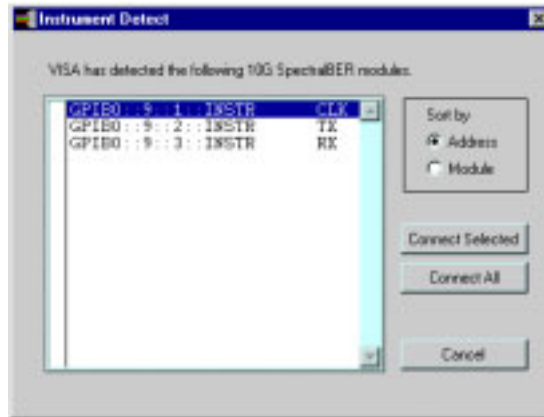 Instrument Detect
VISA has detected the following 10G SpectralBER modules.
GPIB0::9::1::INSTR CLK
GPIB0::9::2::INSTR TX
GPIB0::9::3::INSTR RX
Sort by
Address
Module
Connect Selected
Connect All
Cancel